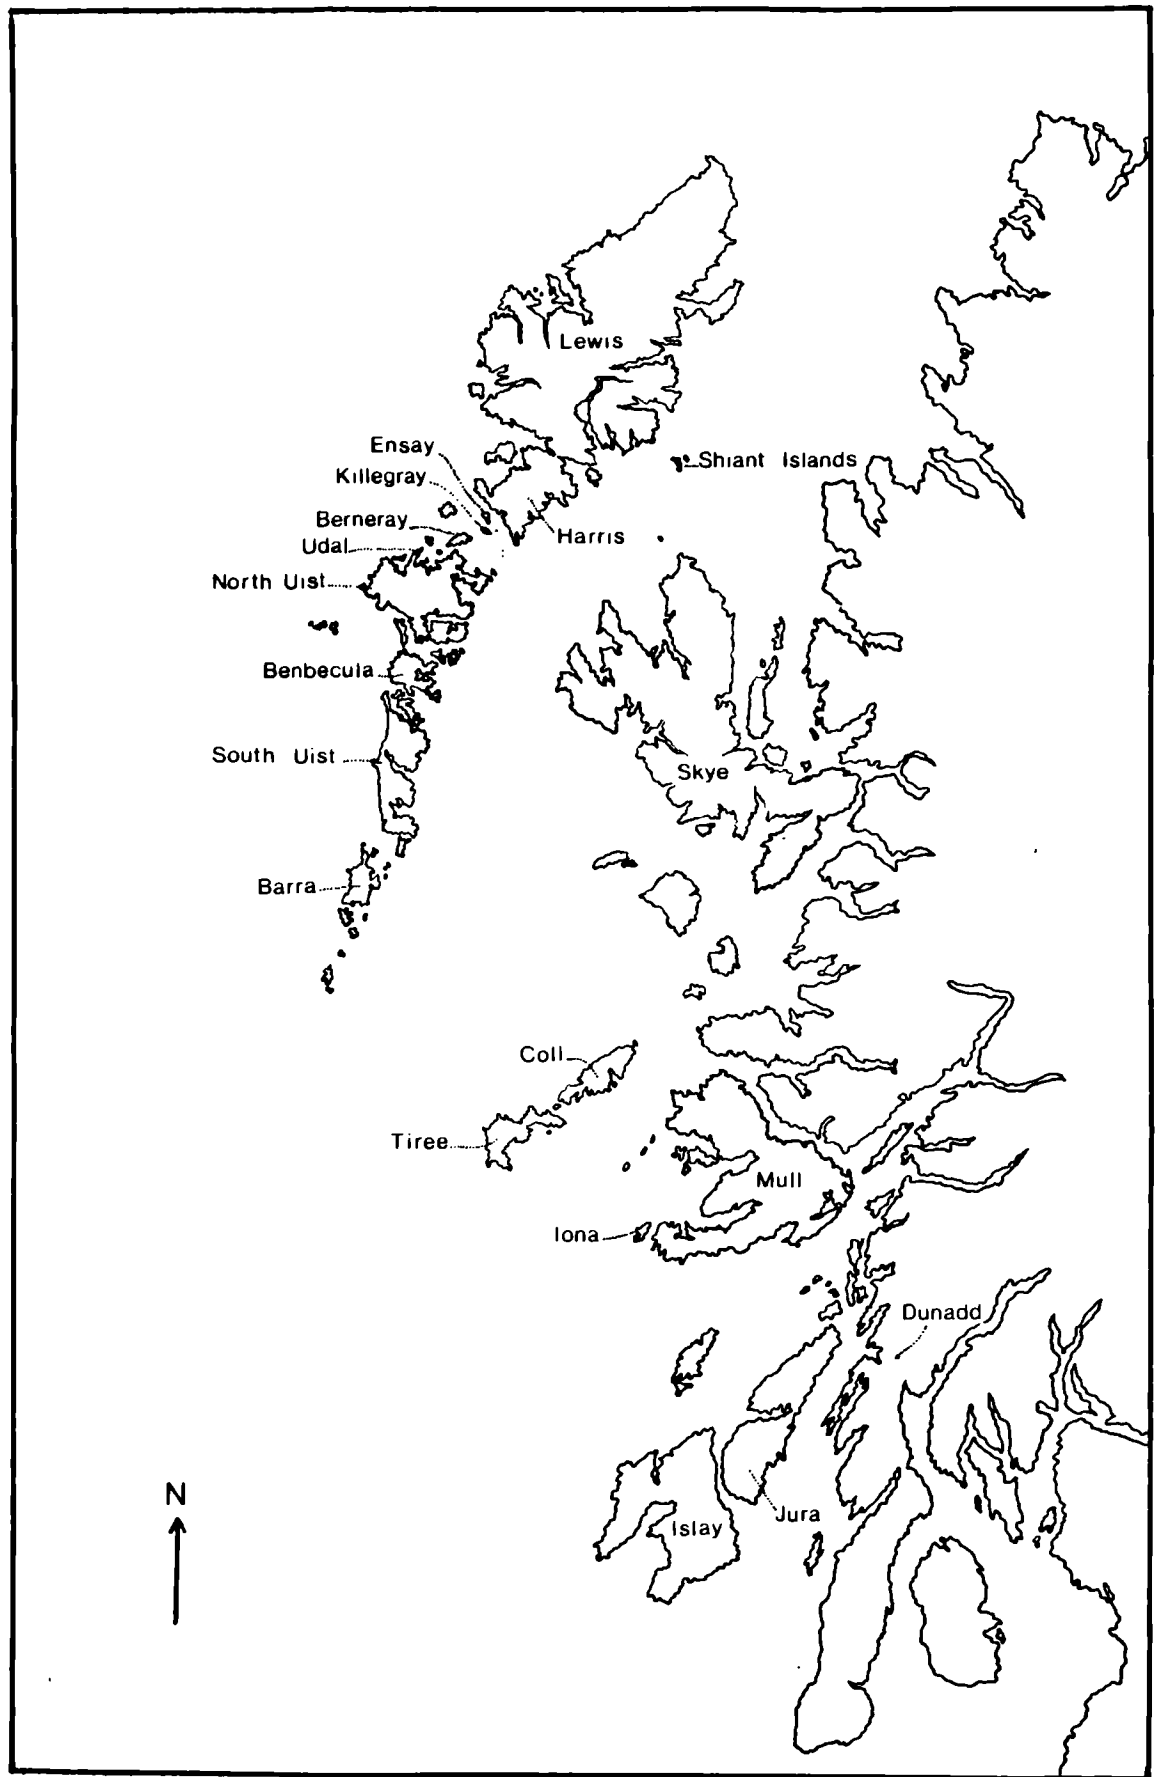 Lewis
Ensay
Shiant Islands
Killegray
Berneray
Harris
Udal
North Uist
Benbecula
South Uist
Skye
Barra
Coll
Tiree
Mull
Iona
Dunadd
N
Jura
Islay